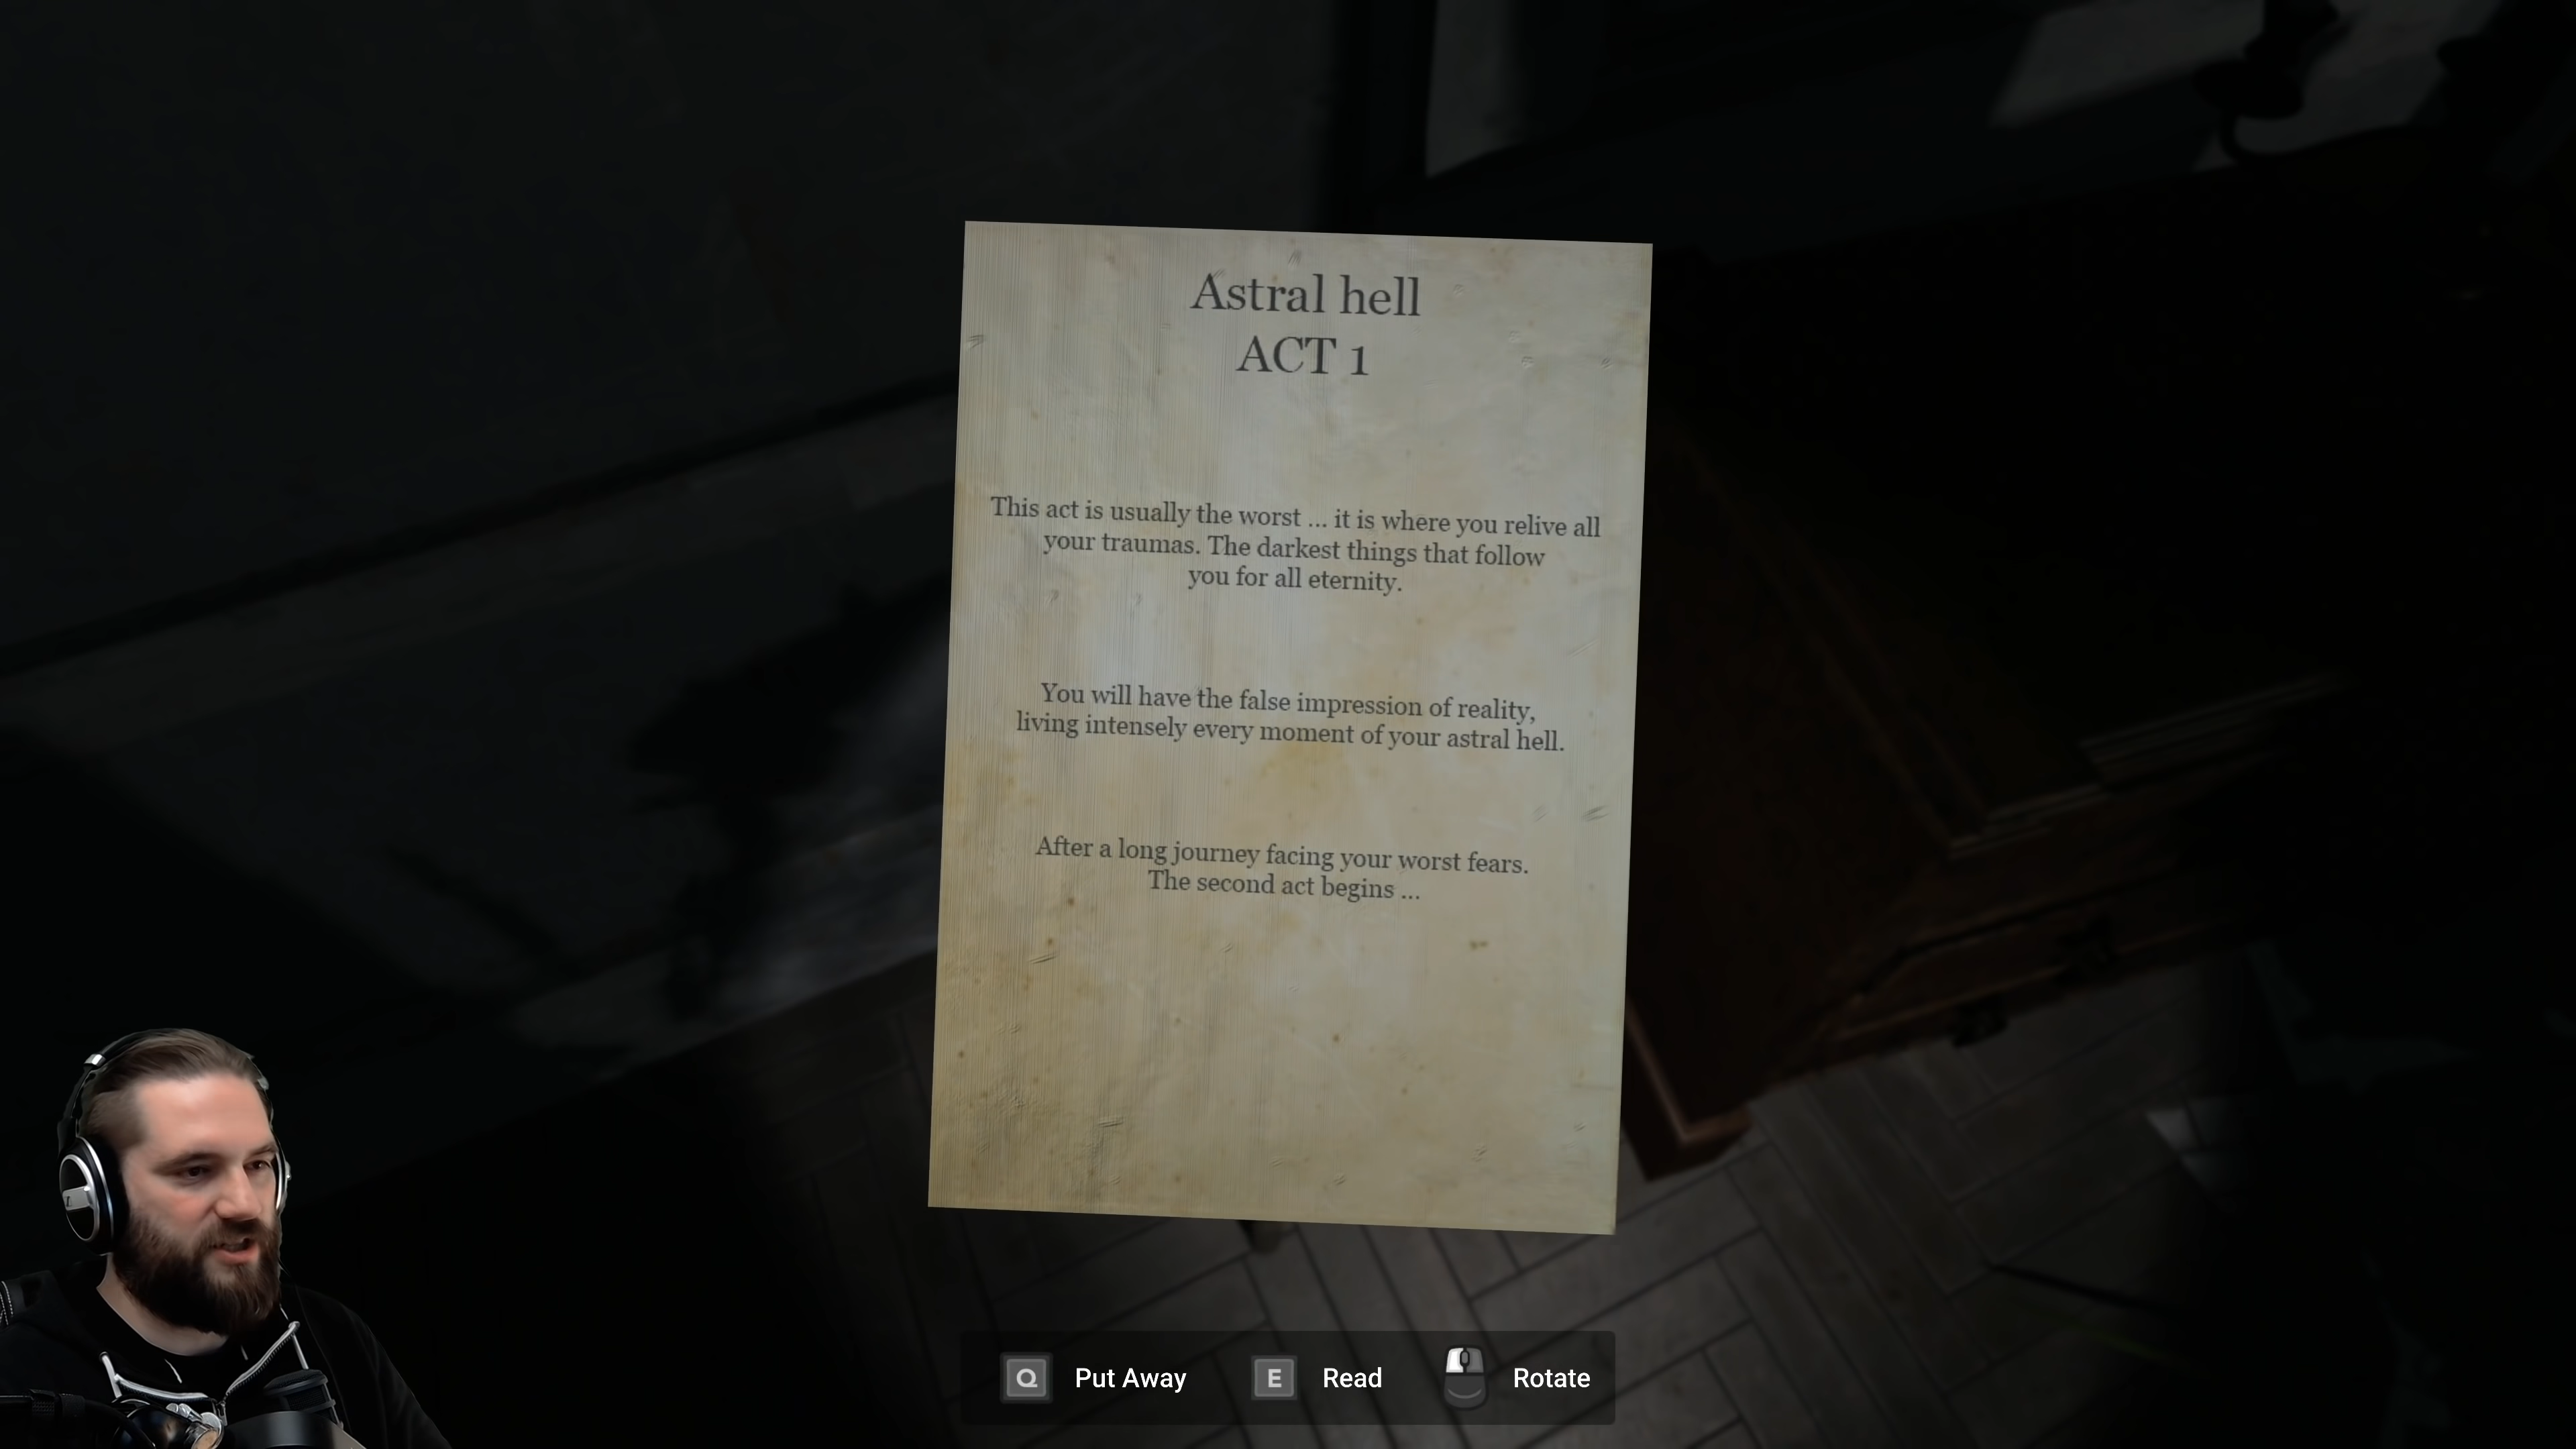 Astral hell
ACT 1
This act is usually the worst ... it is where you relive all
your traumas. The darkest things that follow
you for all eternity.
You will have the false impression of reality,
living intensely every moment of your astral hell.
After a long journey facing your worst fears.
The second act begins ...
Q Put Away E Read Rotate